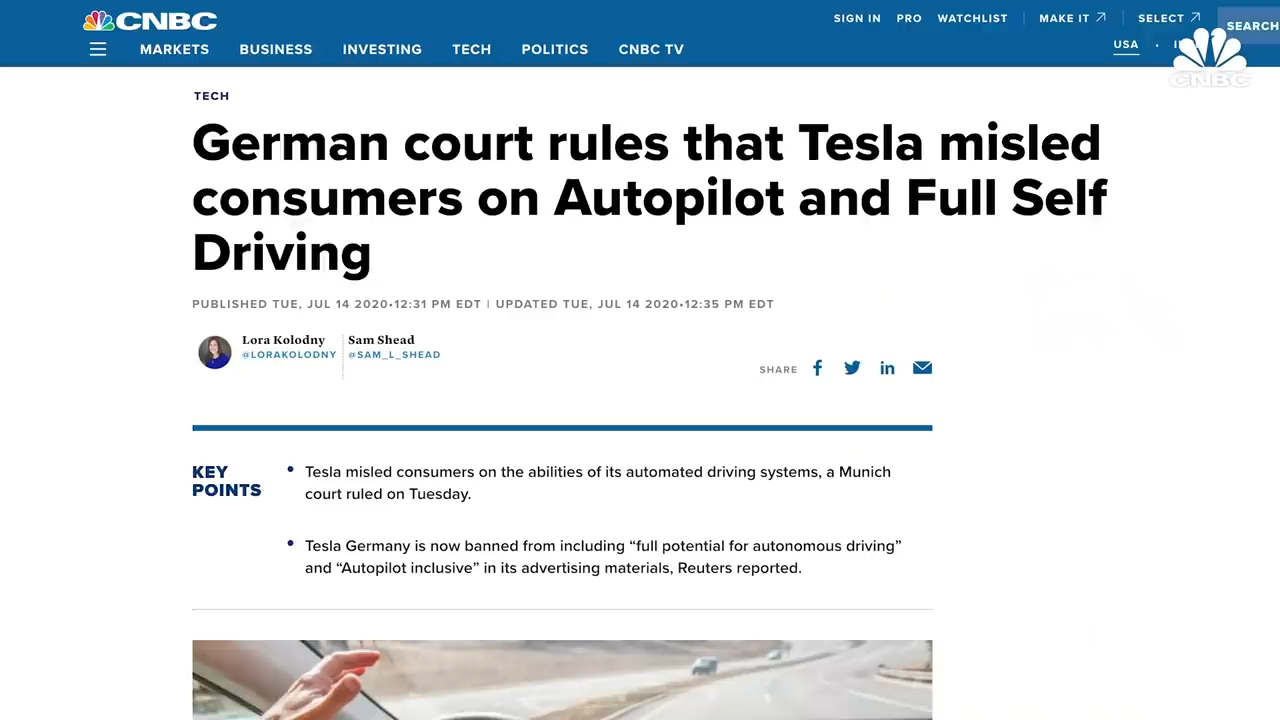 CNBC
SIGN IN PRO WATCHLIST MAKE IT SELECT
SEARCH
USA
MARKETS BUSINESS INVESTING TECH POLITICS CNBC TV
CNBC
TECH
German court rules that Tesla misled
consumers on Autopilot and Full Self
Driving
PUBLISHED TUE, JUL 14 2020•12:31 PM EDT | UPDATED TUE, JUL 14 2020•12:35 PM EDT
Lora Kolodny
@LORAKOLODNY
Sam Shead
@SAM_L_SHEAD
SHARE
KEY
POINTS
• Tesla misled consumers on the abilities of its automated driving systems, a Munich
court ruled on Tuesday.
• Tesla Germany is now banned from including “full potential for autonomous driving”
and “Autopilot inclusive” in its advertising materials, Reuters reported.